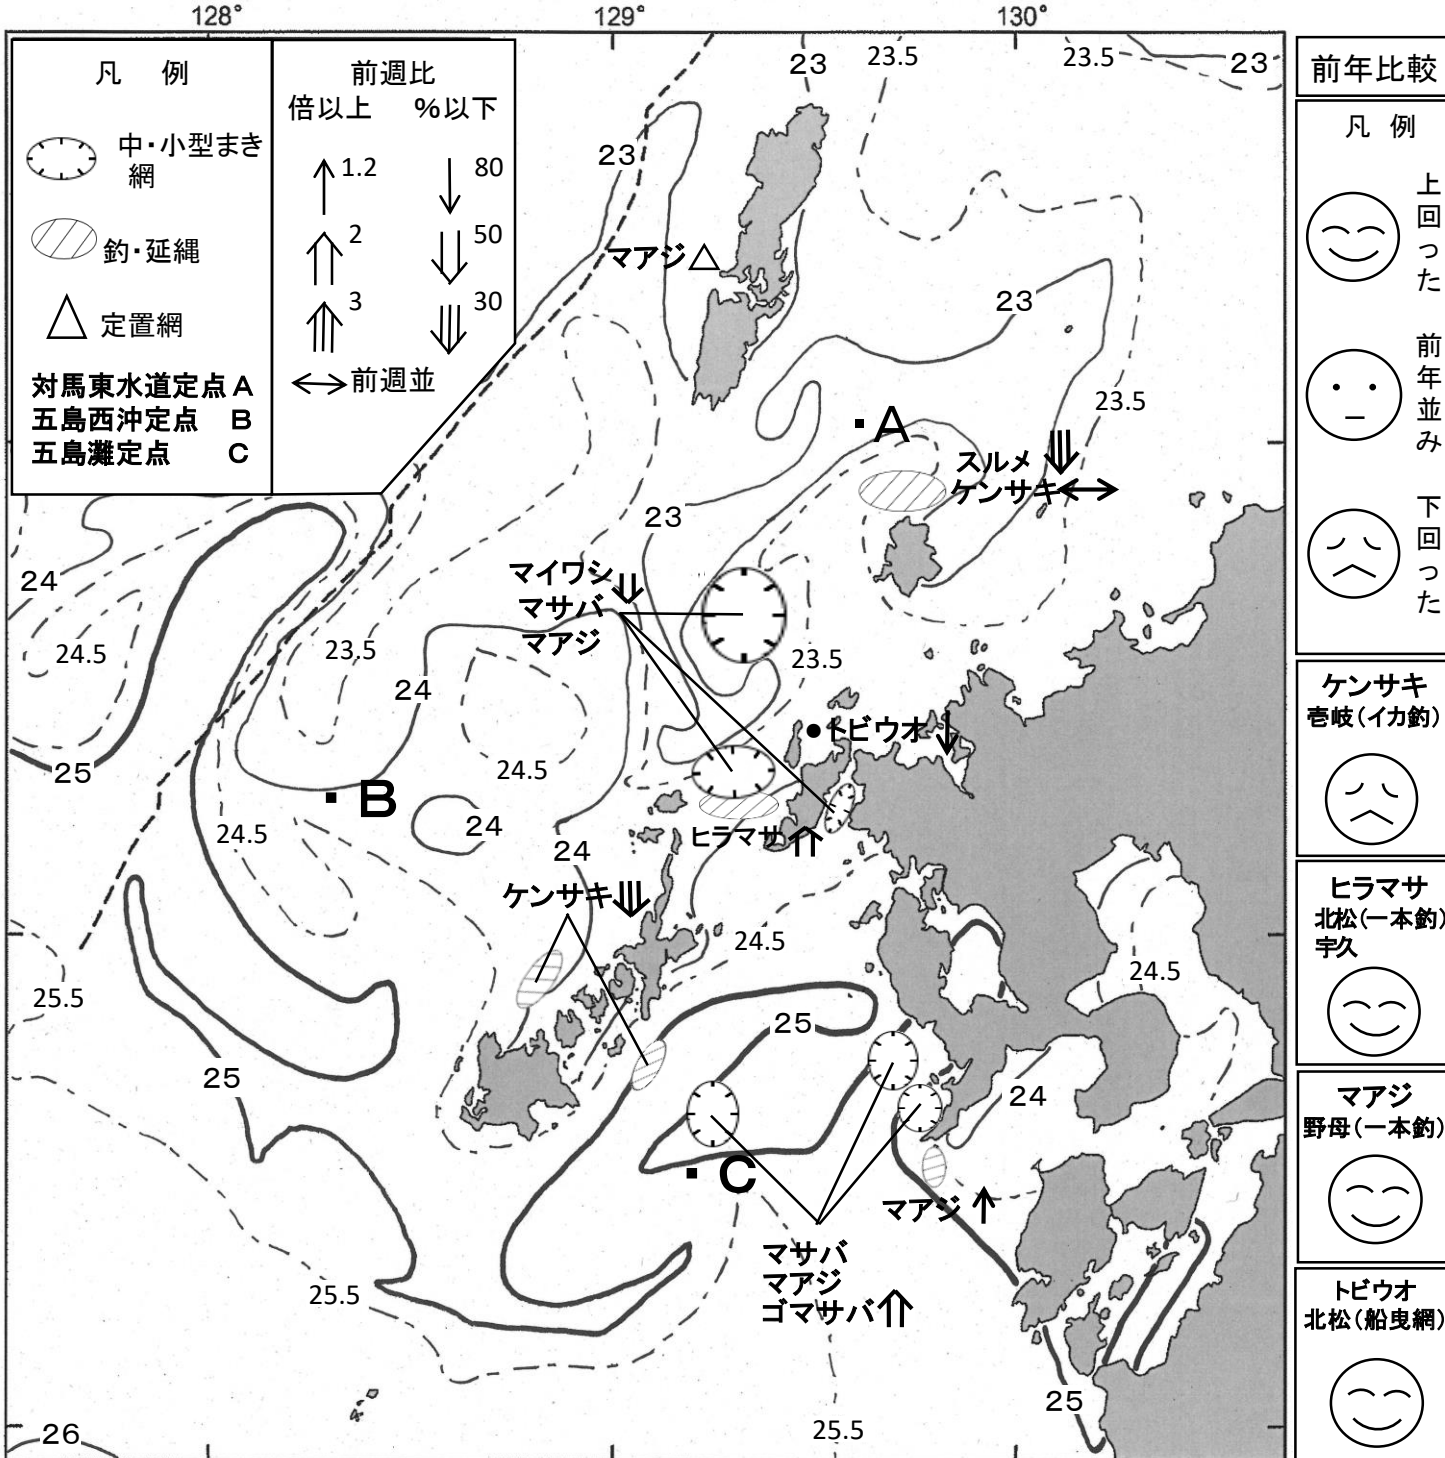 128°
129°
130°
凡 例
中・小型まき
網
釣・延縄
定置網
対馬東水道定点 A
五島西沖定点 B
五島灘定点 C
前週比
倍以上 %以下
1.2 80
2 50
3 30
前週並
23
23.5
23.5
23
23
マアジ
23
23.5
A
スルメ
ケンサキ
23
24
マイワシ
マサバ
マアジ
24.5
23.5
23.5
24
トビウオ
25
24.5
B
24
24.5
ヒラマサ
24
ケンサキ
24.5
24.5
25.5
25
25
24
C
マアジ
マサバ
マアジ
ゴマサバ
25.5
25
25.5
26
前年比較
凡 例
上回った
前年並み
下回った
ケンサキ
壱岐(イカ釣)
ヒラマサ
北松(一本釣)
宇久
マアジ
野母(一本釣)
トビウオ
北松(船曳網)